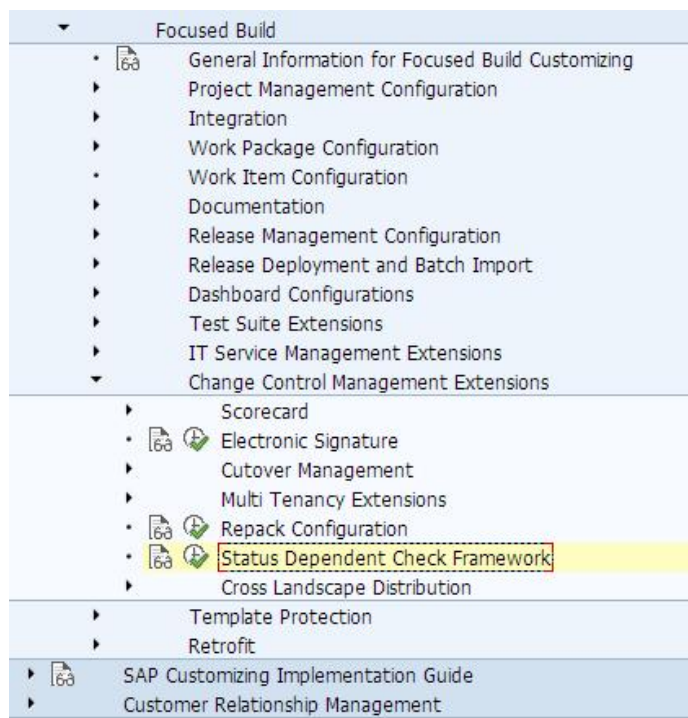 Focused Build
General Information for Focused Build Customizing
Project Management Configuration
Integration
Work Package Configuration
Work Item Configuration
Documentation
Release Management Configuration
Release Deployment and Batch Import
Dashboard Configurations
Test Suite Extensions
IT Service Management Extensions
Change Control Management Extensions
Scorecard
Electronic Signature
Cutover Management
Multi Tenancy Extensions
Repack Configuration
Status Dependent Check Framework
Cross Landscape Distribution
Template Protection
Retrofit
SAP Customizing Implementation Guide
Customer Relationship Management